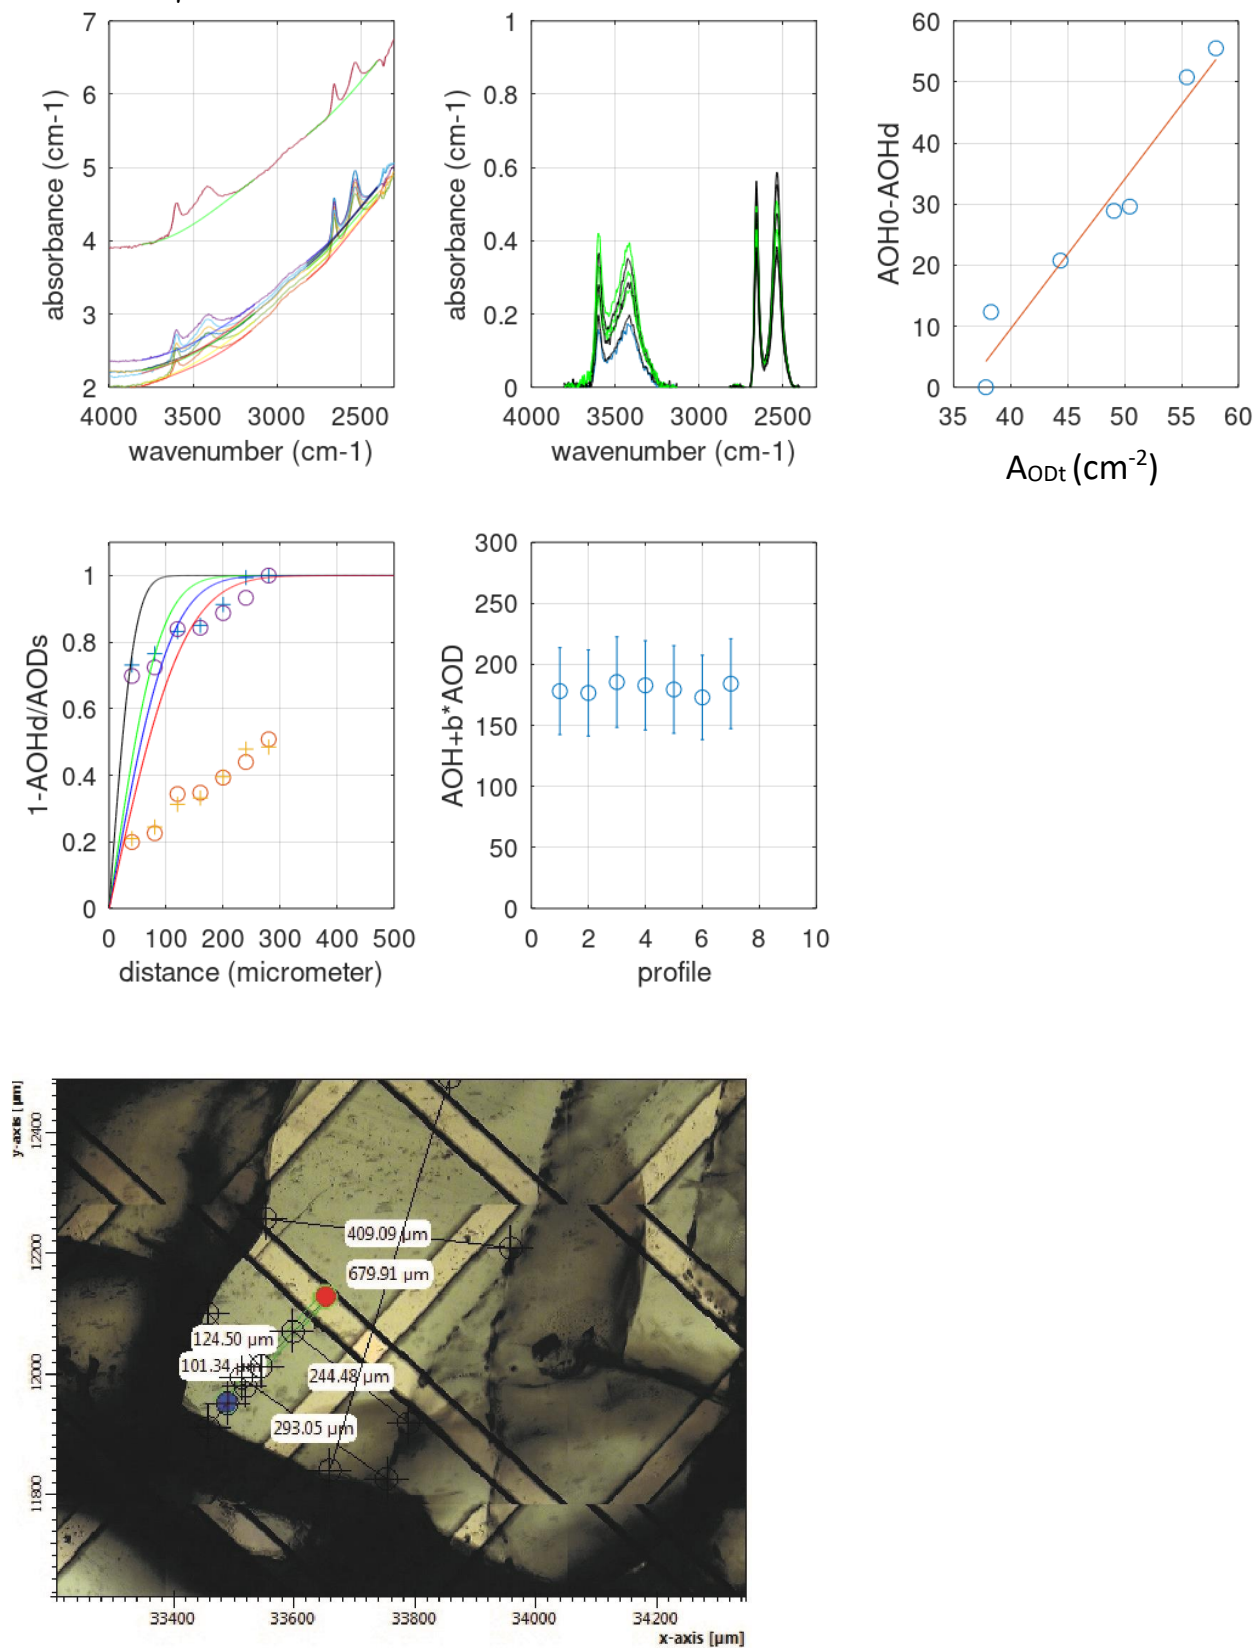 7
6
5
4
3
2
absorbance (cm-1)
4000 3500 3000 2500
wavenumber (cm-1)
1
0.8
0.6
0.4
0.2
0
absorbance (cm-1)
4000 3500 3000 2500
wavenumber (cm-1)
60
50
40
30
20
10
0
AOH0-AOHd
35 40 45 50 55 60
AODt (cm-2)
1
0.8
0.6
0.4
0.2
0
1-AOHd/AODs
0 100 200 300 400 500
distance (micrometer)
300
250
200
150
100
50
0
AOH+b*AOD
0 2 4 6 8 10
profile
y-axis [µm]
12400
12200
12000
11800
409.09 µm
679.91 µm
124.50 µm
101.34
244.48 µm
293.05 µm
33400 33600 33800 34000 34200
x-axis [µm]